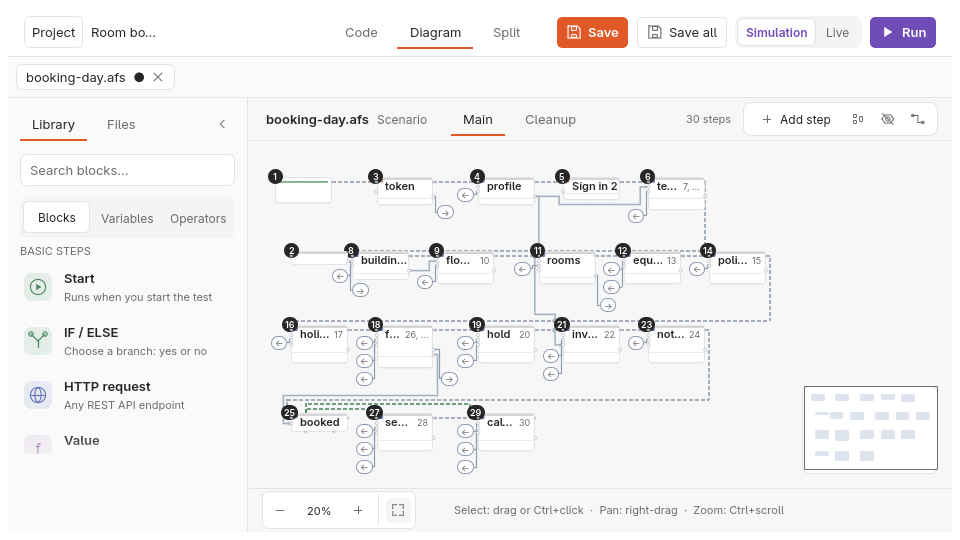 Project Room bo... Code Diagram Split Save Save all Simulation Live Run
booking-day.afs
Library Files
booking-day.afs Scenario Main Cleanup 30 steps Add step
Search blocks...
Blocks Variables Operators
BASIC STEPS
Start
Runs when you start the test
IF / ELSE
Choose a branch: yes or no
HTTP request
Any REST API endpoint
Value
1
3 token
4 profile
5 Sign in 2
6 te... 7, ...
2
8 buildin...
9 flo... 10
11 rooms
12 equ... 13
14 poli... 15
16 holi... 17
18 f... 26, ...
19 hold 20
21 inv... 22
23 not... 24
25 booked
27 se... 28
29 cal... 30
20%
Select: drag or Ctrl+click · Pan: right-drag · Zoom: Ctrl+scroll